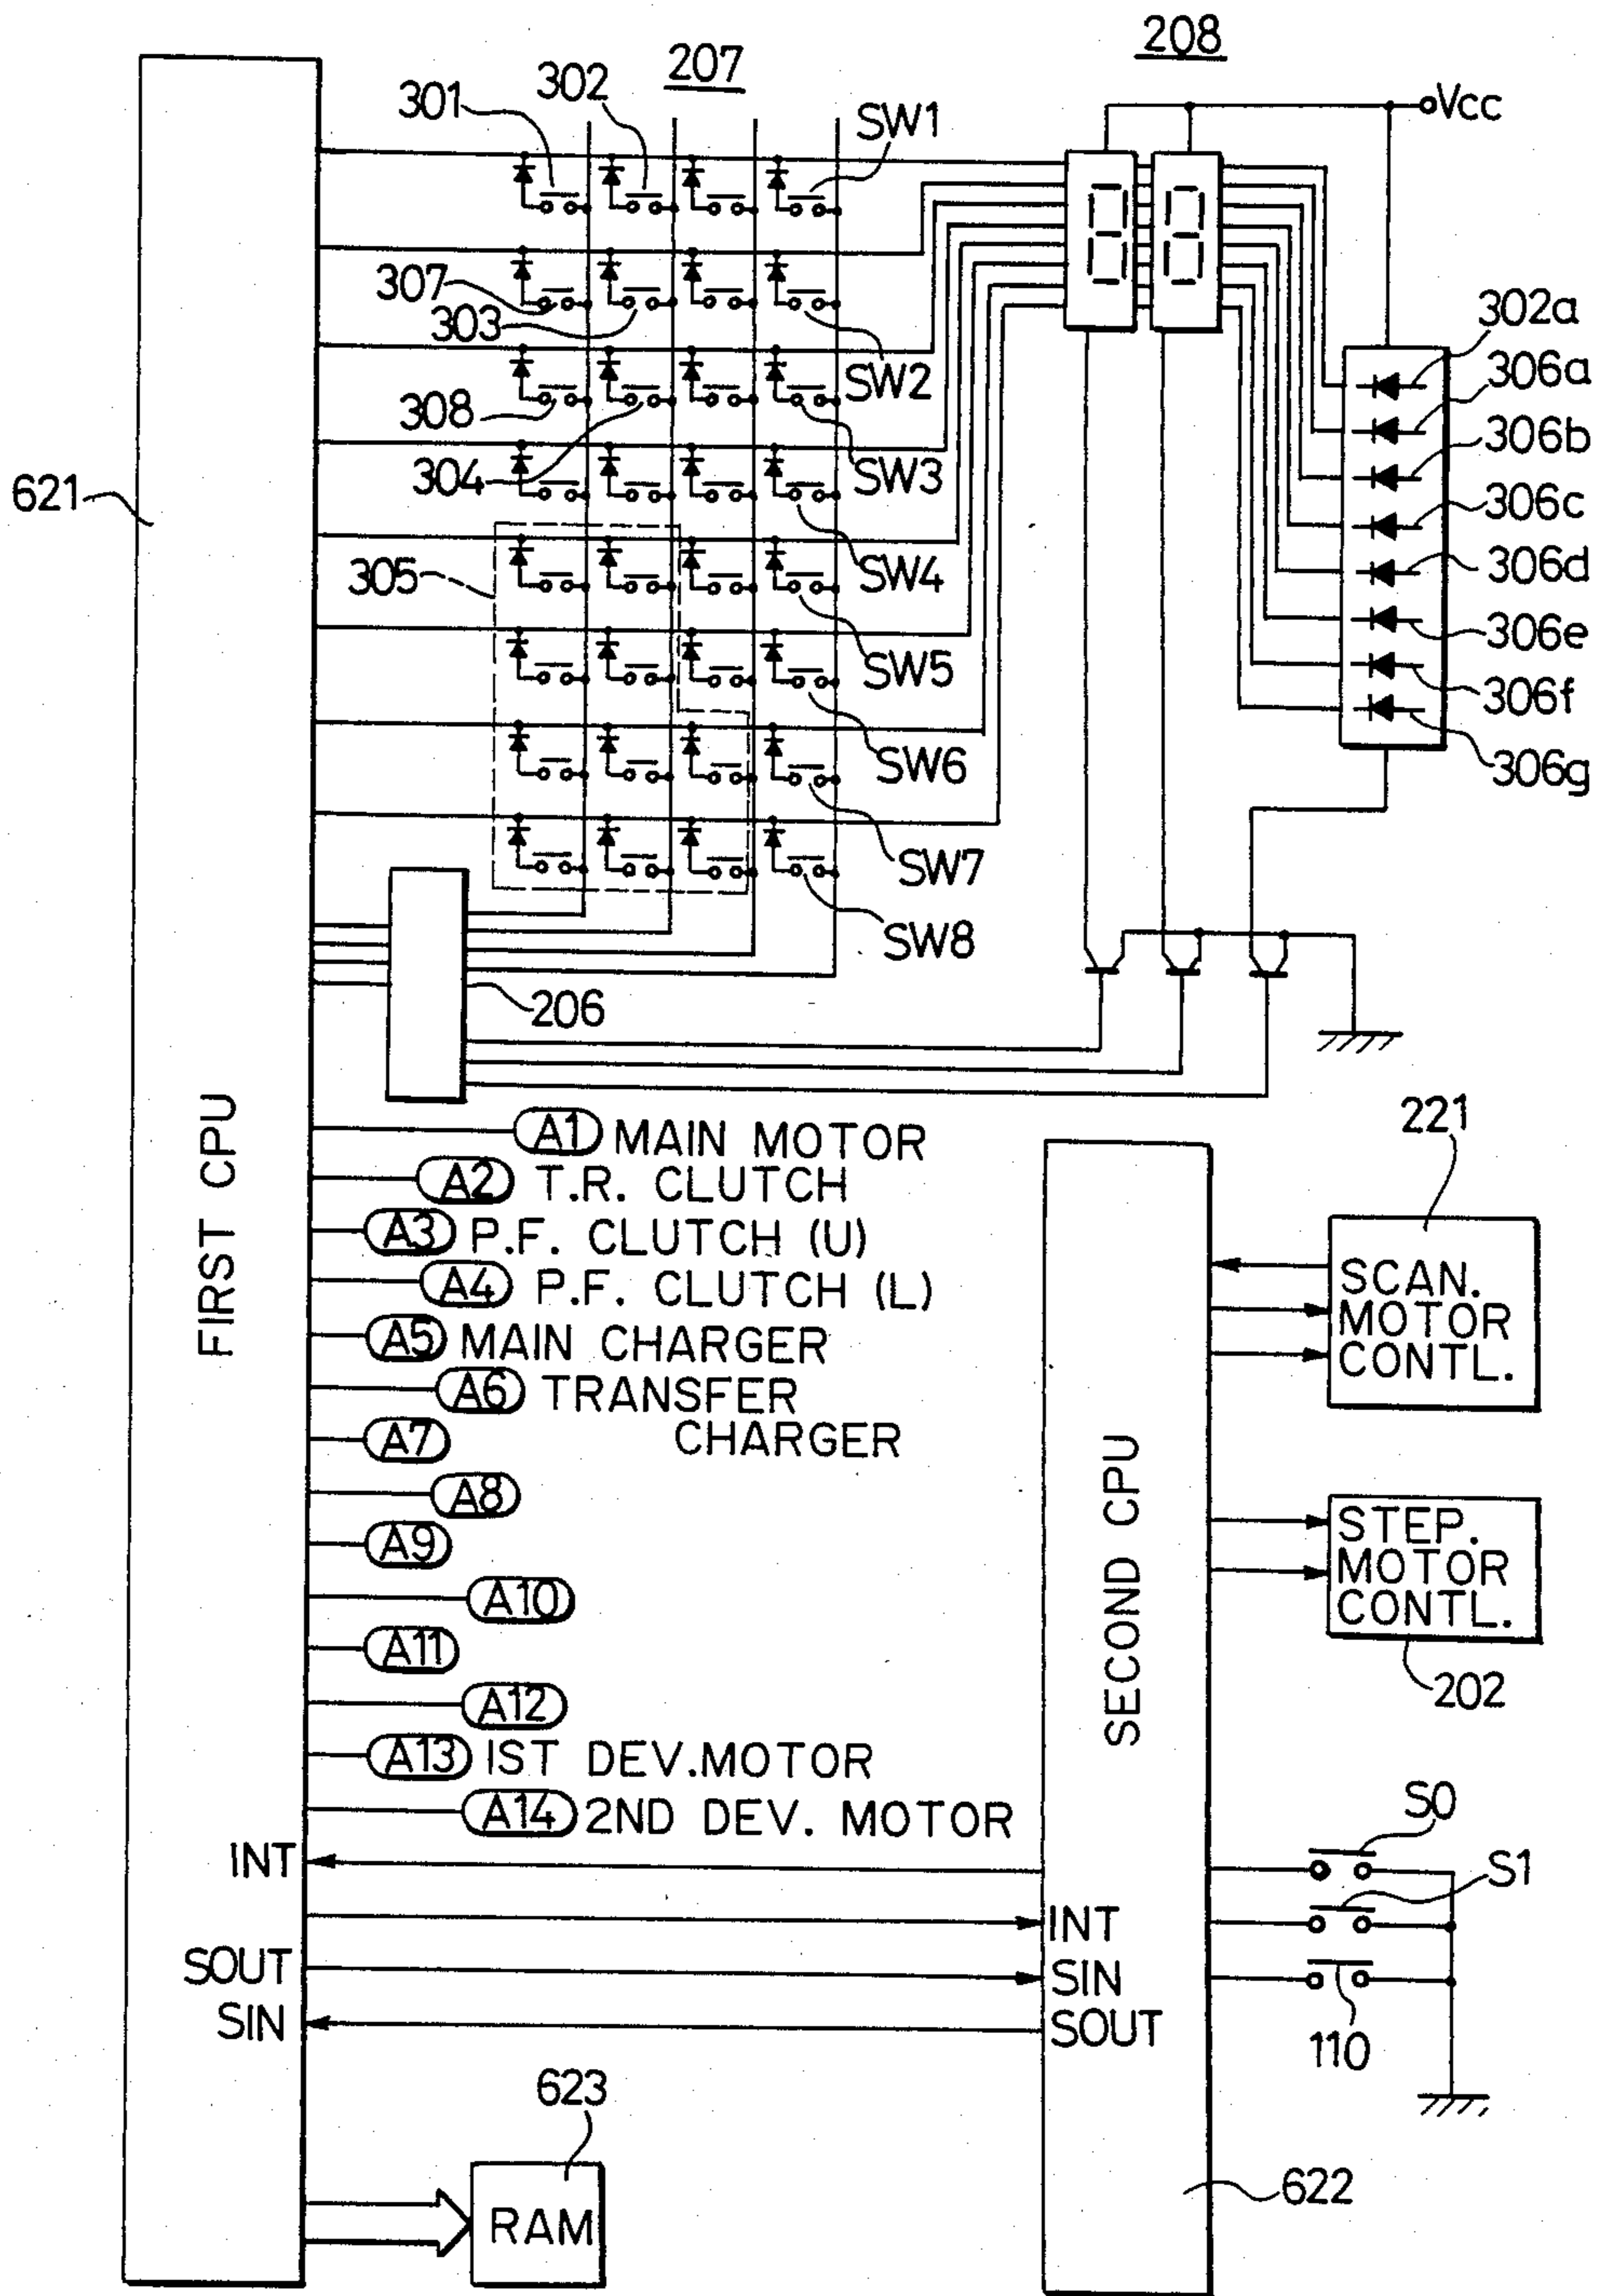 208
207
301
302
SW1
Vcc
307
303
SW2
302a
306a
308
304
SW3
306b
621
SW4
306c
305
SW5
306d
306e
SW6
306f
SW7
306g
SW8
206
FIRST CPU
A1 MAIN MOTOR
A2 T.R. CLUTCH
A3 P.F. CLUTCH (U)
A4 P.F. CLUTCH (L)
A5 MAIN CHARGER
A6 TRANSFER
CHARGER
A7
A8
A9
A10
A11
A12
A13 1ST DEV.MOTOR
A14 2ND DEV. MOTOR
INT
SOUT
SIN
SECOND CPU
INT
SIN
SOUT
221
SCAN.
MOTOR
CONTL.
STEP.
MOTOR
CONTL.
202
S0
S1
110
623
RAM
622